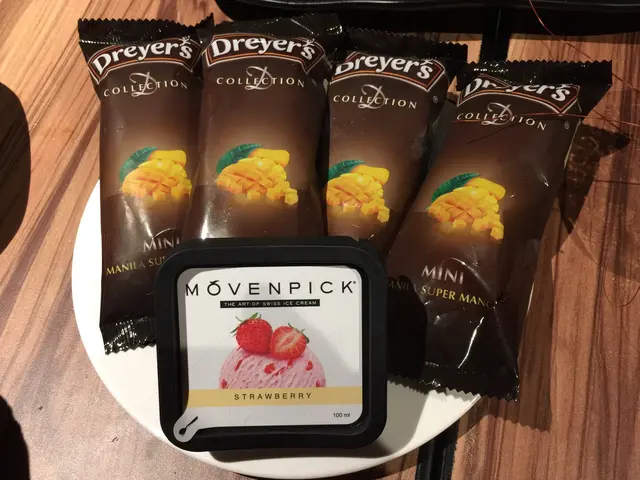 Dreyer's
D
COLLECTION
MINI
MANILA SUPER
Dreyer's
D
COLLECTION
Dreyer's
D
COLLECTION
Dreyer's
D
COLLECTION
MINI
SUPER
MÖVENPICK
THE ART OF SWISS ICE CREAM
STRAWBERRY
100 ml